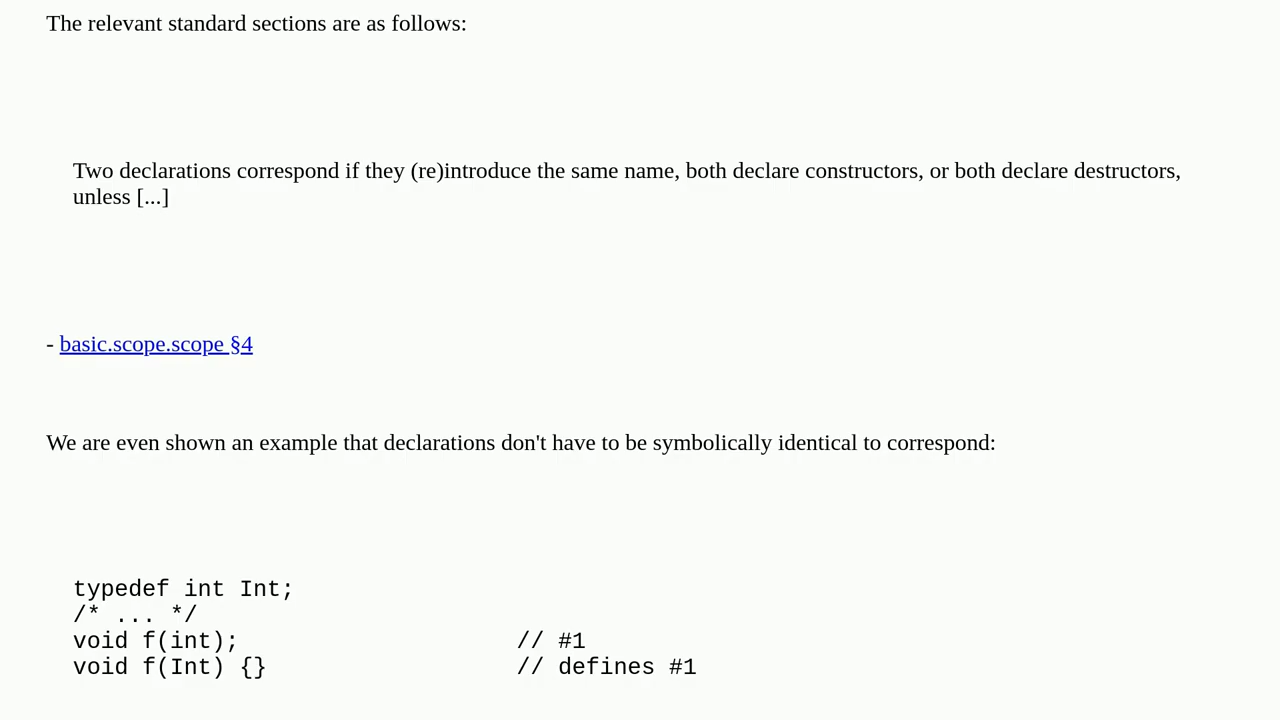 The relevant standard sections are as follows:
Two declarations correspond if they (re)introduce the same name, both declare constructors, or both declare destructors,
unless [...]
- basic.scope.scope §4
We are even shown an example that declarations don't have to be symbolically identical to correspond:
typedef int Int;
/* ... */
void f(int);                    // #1
void f(Int) {}                  // defines #1